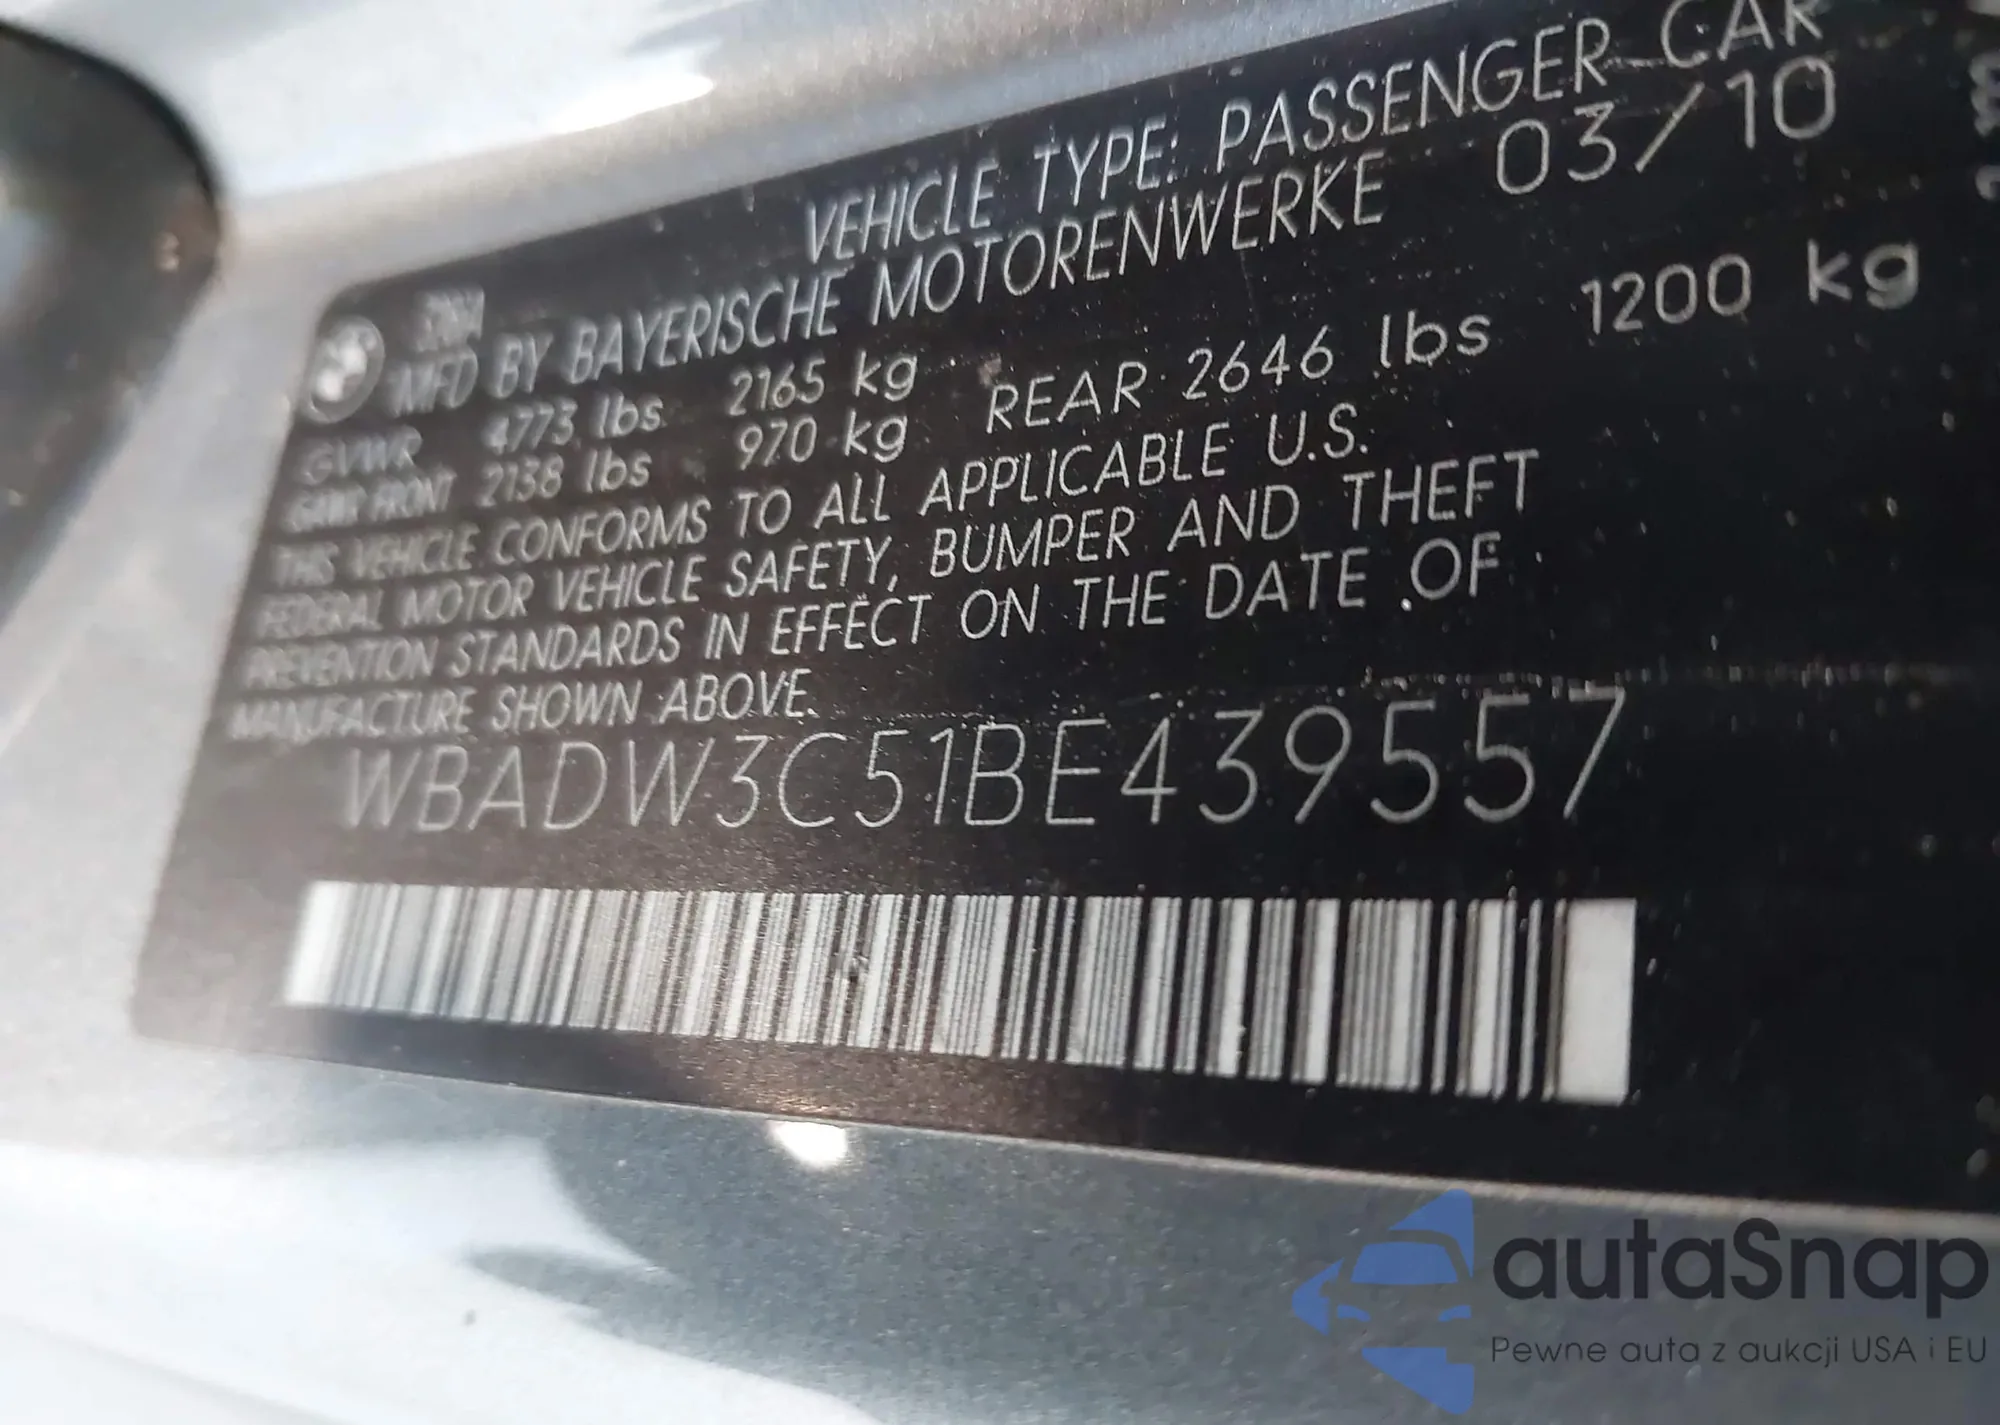 VEHICLE TYPE: PASSENGER CAR
MFD BY BAYERISCHE MOTORENWERKE 03/10
GVWR 4773 lbs 2165 kg
GAWR FRONT 2138 lbs 970 kg REAR 2646 lbs 1200 kg
THIS VEHICLE CONFORMS TO ALL APPLICABLE U.S.
FEDERAL MOTOR VEHICLE SAFETY, BUMPER AND THEFT
PREVENTION STANDARDS IN EFFECT ON THE DATE OF
MANUFACTURE SHOWN ABOVE.
WBADW3C51BE439557
autaSnap
Pewne auta z aukcji USA i EU